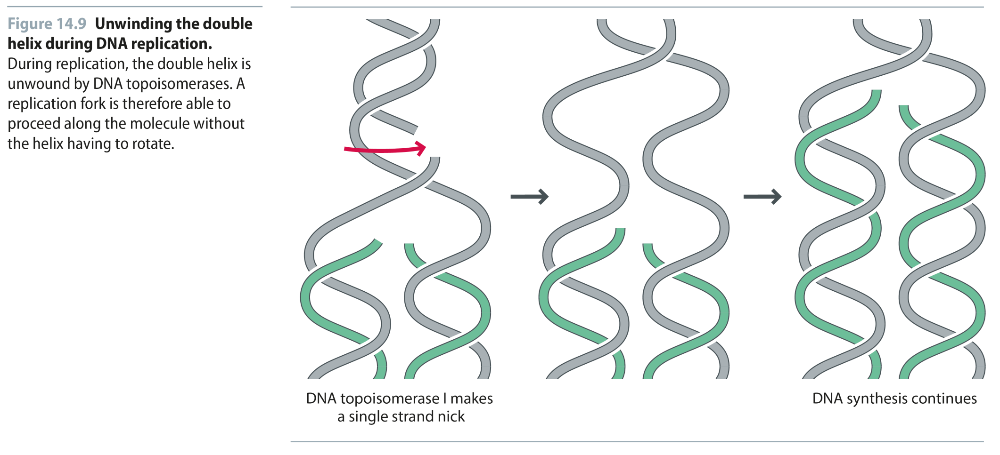 Figure 14.9 Unwinding the double
helix during DNA replication.
During replication, the double helix is
unwound by DNA topoisomerases. A
replication fork is therefore able to
proceed along the molecule without
the helix having to rotate.
DNA topoisomerase I makes
a single strand nick
DNA synthesis continues